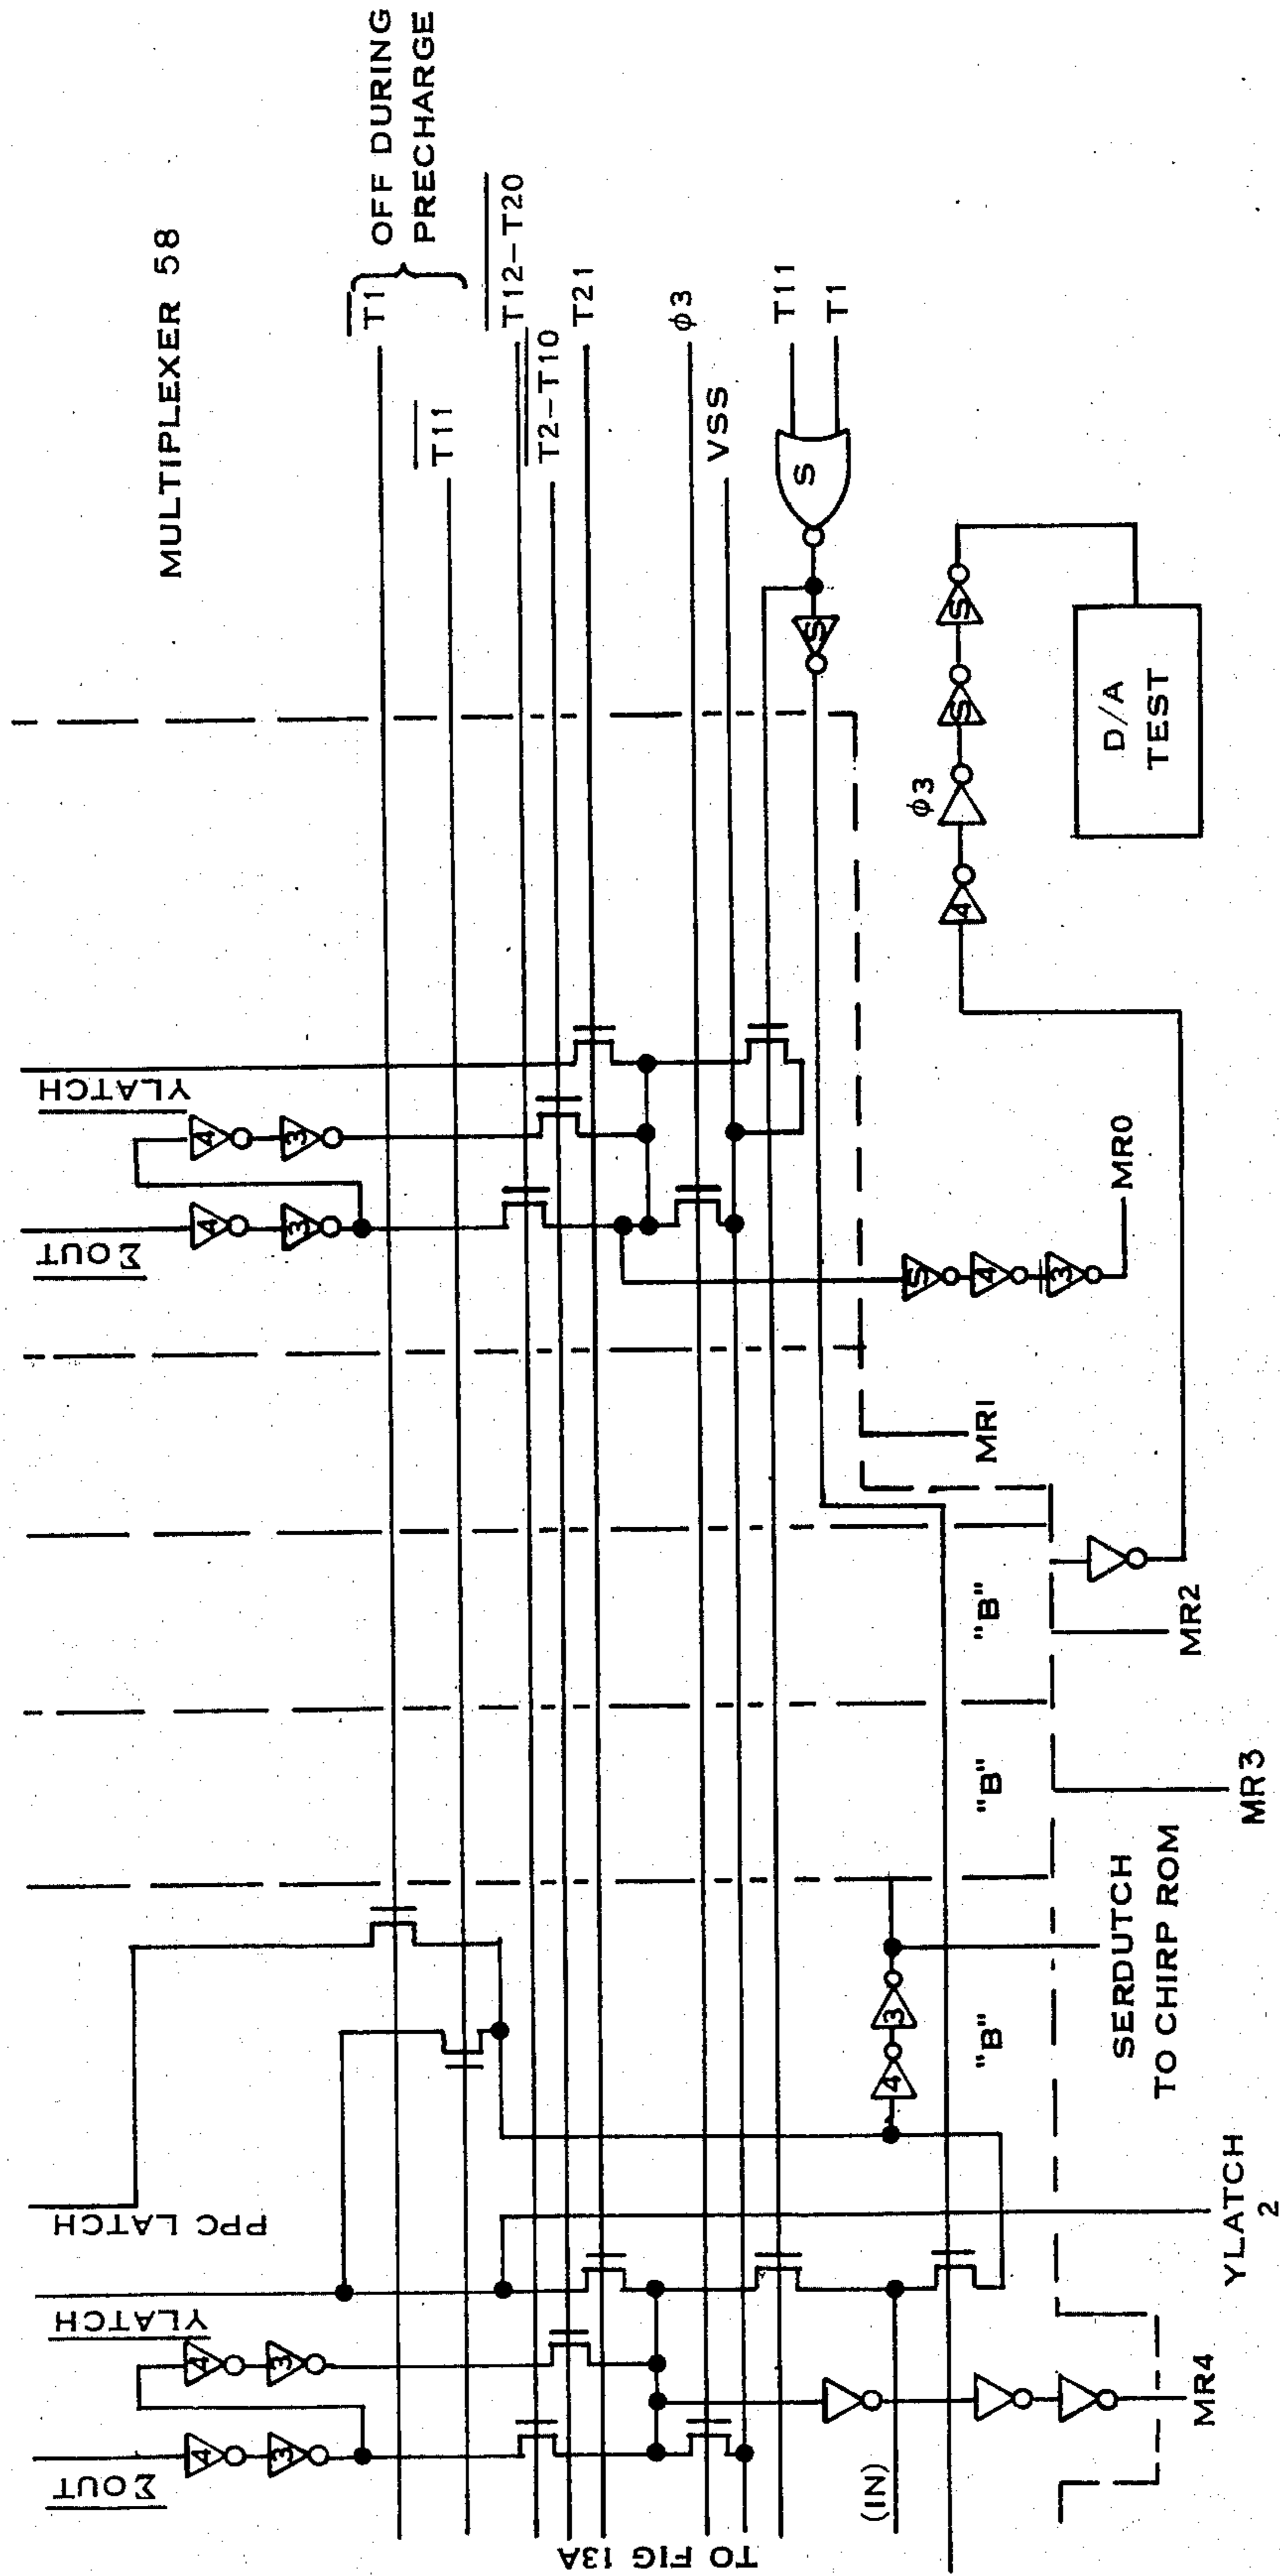 MULTIPLEXER 58
OFF DURING
PRECHARGE
T1
T11
T12-T20
T2-T10
T21
φ3
VSS
T11
T1
S
S
ΣOUT
YLATCH
4
3
4
3
S
4
3
MR0
4
φ3
S
S
D/A
TEST
MR1
"B"
MR2
"B"
MR3
PPC LATCH
4
3
"B"
SERDUTCH
TO CHIRP ROM
ΣOUT
YLATCH
4
3
4
3
YLATCH
2
(IN)
MR4
TO FIG 13A